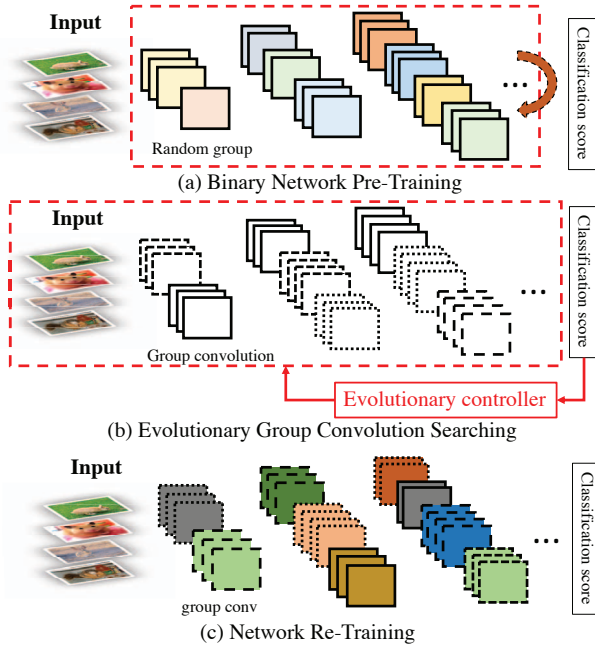 Input
Random group
...
Classification score
(a) Binary Network Pre-Training
Input
Group convolution
...
Classification score
Evolutionary controller
(b) Evolutionary Group Convolution Searching
Input
group conv
...
Classification score
(c) Network Re-Training